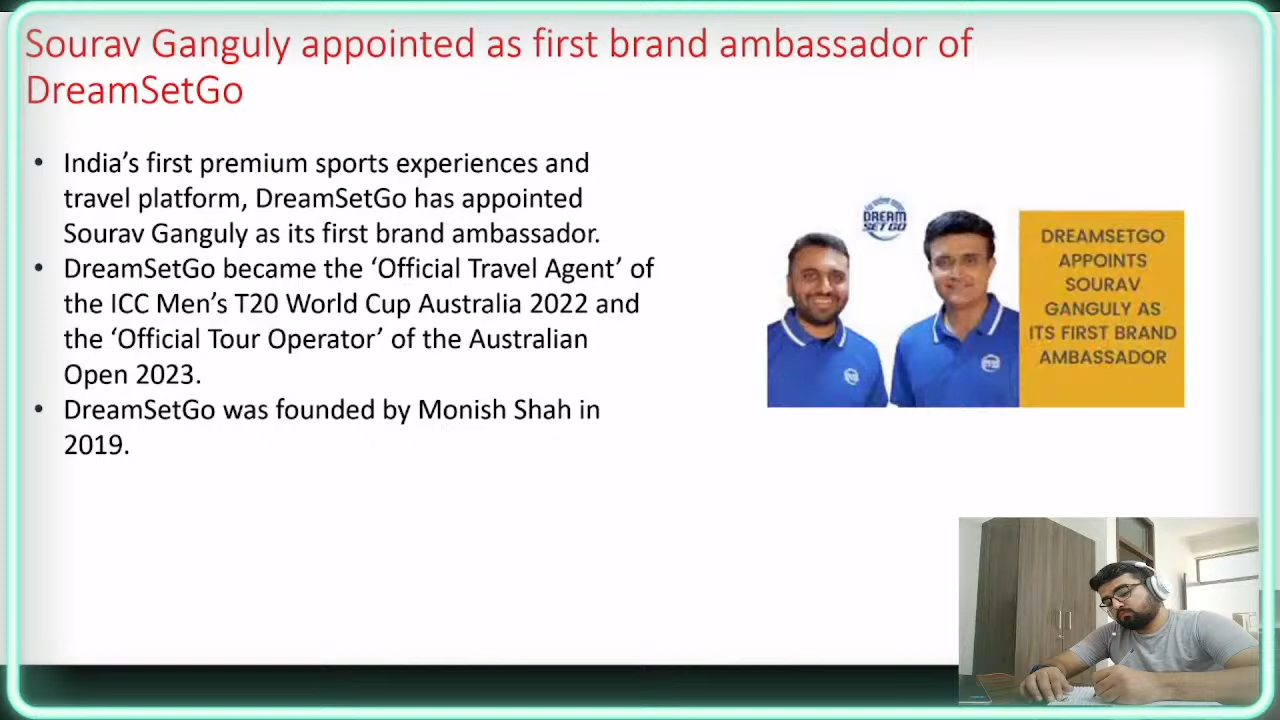 Sourav Ganguly appointed as first brand ambassador of
DreamSetGo
• India’s first premium sports experiences and
travel platform, DreamSetGo has appointed
Sourav Ganguly as its first brand ambassador.
• DreamSetGo became the ‘Official Travel Agent’ of
the ICC Men’s T20 World Cup Australia 2022 and
the ‘Official Tour Operator’ of the Australian
Open 2023.
• DreamSetGo was founded by Monish Shah in
2019.
DREAM
SET GO
DREAMSETGO
APPOINTS
SOURAV
GANGULY AS
ITS FIRST BRAND
AMBASSADOR